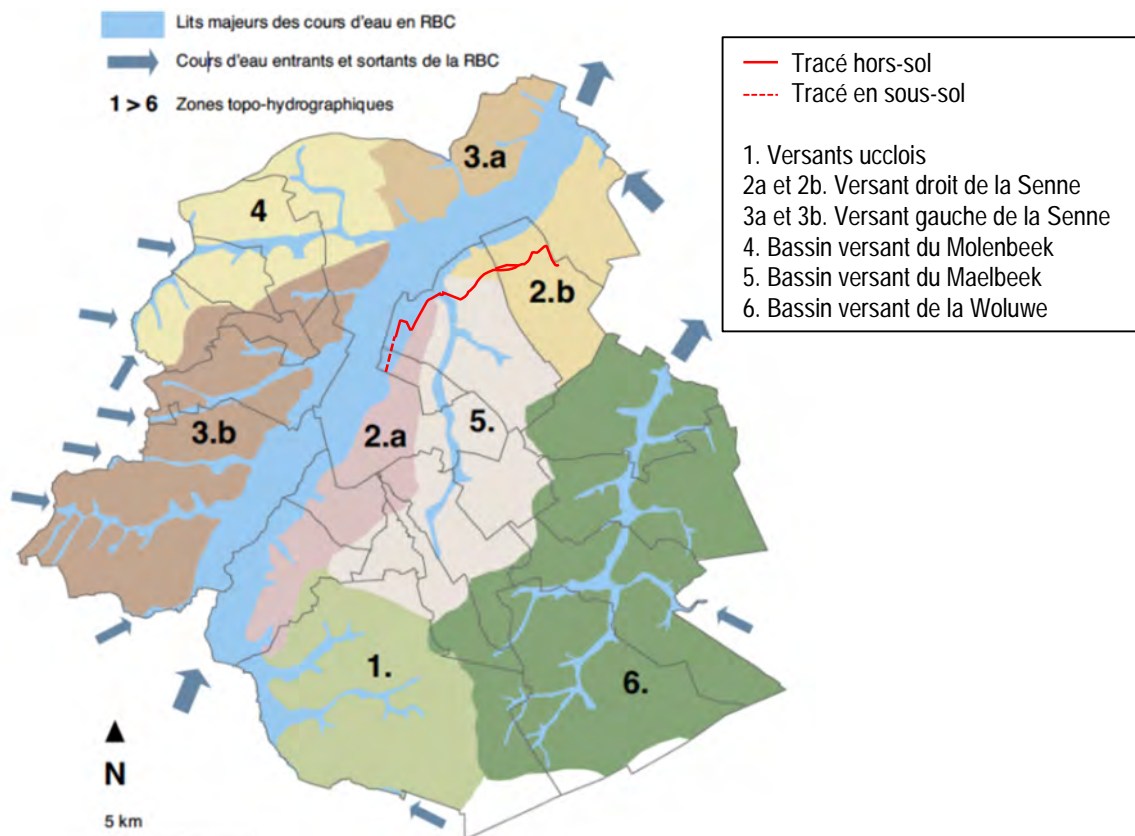 Lits majeurs des cours d'eau en RBC
Cours d'eau entrants et sortants de la RBC
1 > 6 Zones topo-hydrographiques
Tracé hors-sol
Tracé en sous-sol
1. Versants ucclois
2a et 2b. Versant droit de la Senne
3a et 3b. Versant gauche de la Senne
4. Bassin versant du Molenbeek
5. Bassin versant du Maelbeek
6. Bassin versant de la Woluwe
3.a
4
2.b
3.b
2.a
5.
1.
6.
N
5 km